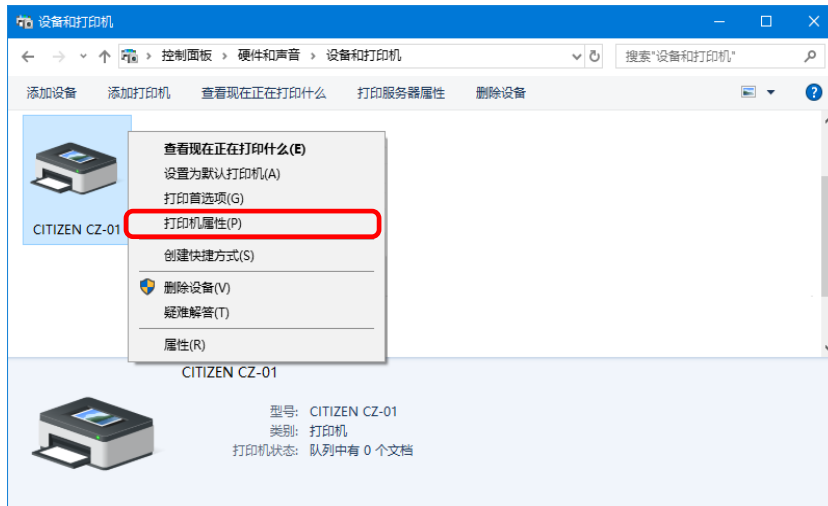 设备和打印机
控制面板 › 硬件和声音 › 设备和打印机
搜索"设备和打印机"
添加设备 添加打印机 查看现在正在打印什么 打印服务器属性 删除设备
CITIZEN CZ-01
查看现在正在打印什么(E)
设置为默认打印机(A)
打印首选项(G)
打印机属性(P)
创建快捷方式(S)
删除设备(V)
疑难解答(T)
属性(R)
CITIZEN CZ-01
型号: CITIZEN CZ-01
类别: 打印机
打印机状态: 队列中有 0 个文档